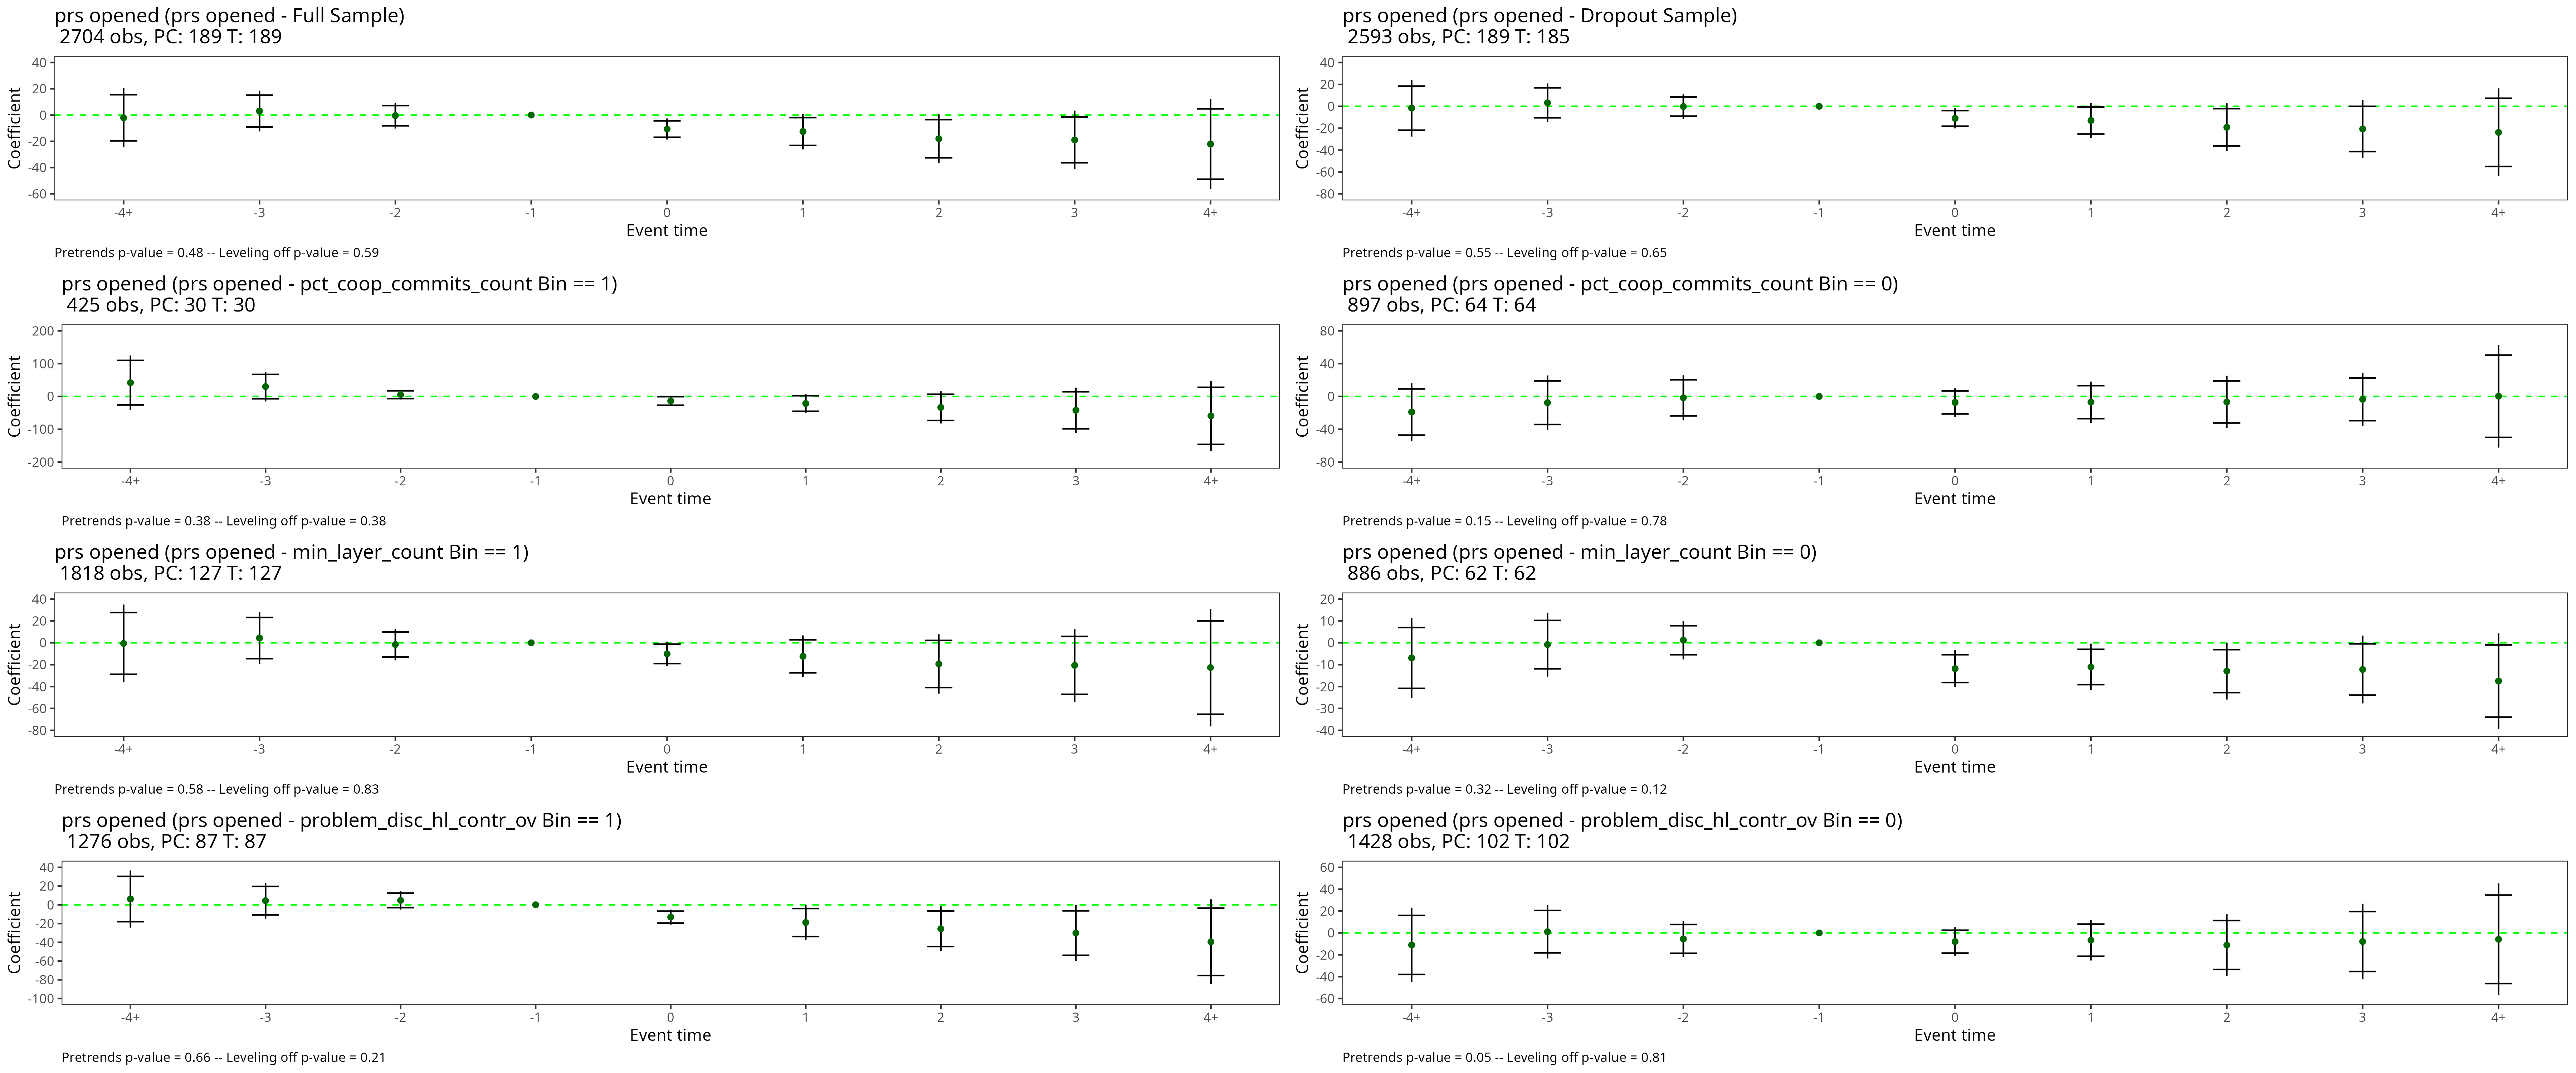 prs opened (prs opened - Full Sample)
2704 obs, PC: 189 T: 189
40
20
0
-20
-40
-60
Coefficient
-4+ -3 -2 -1 0 1 2 3 4+
Event time
Pretrends p-value = 0.48 -- Leveling off p-value = 0.59
prs opened (prs opened - Dropout Sample)
2593 obs, PC: 189 T: 185
40
20
0
-20
-40
-60
-80
Coefficient
-4+ -3 -2 -1 0 1 2 3 4+
Event time
Pretrends p-value = 0.55 -- Leveling off p-value = 0.65
prs opened (prs opened - pct_coop_commits_count Bin == 1)
425 obs, PC: 30 T: 30
200
100
0
-100
-200
Coefficient
-4+ -3 -2 -1 0 1 2 3 4+
Event time
Pretrends p-value = 0.38 -- Leveling off p-value = 0.38
prs opened (prs opened - pct_coop_commits_count Bin == 0)
897 obs, PC: 64 T: 64
80
40
0
-40
-80
Coefficient
-4+ -3 -2 -1 0 1 2 3 4+
Event time
Pretrends p-value = 0.15 -- Leveling off p-value = 0.78
prs opened (prs opened - min_layer_count Bin == 1)
1818 obs, PC: 127 T: 127
40
20
0
-20
-40
-60
-80
Coefficient
-4+ -3 -2 -1 0 1 2 3 4+
Event time
Pretrends p-value = 0.58 -- Leveling off p-value = 0.83
prs opened (prs opened - min_layer_count Bin == 0)
886 obs, PC: 62 T: 62
20
10
0
-10
-20
-30
-40
Coefficient
-4+ -3 -2 -1 0 1 2 3 4+
Event time
Pretrends p-value = 0.32 -- Leveling off p-value = 0.12
prs opened (prs opened - problem_disc_hl_contr_ov Bin == 1)
1276 obs, PC: 87 T: 87
40
20
0
-20
-40
-60
-80
-100
Coefficient
-4+ -3 -2 -1 0 1 2 3 4+
Event time
Pretrends p-value = 0.66 -- Leveling off p-value = 0.21
prs opened (prs opened - problem_disc_hl_contr_ov Bin == 0)
1428 obs, PC: 102 T: 102
60
40
20
0
-20
-40
-60
Coefficient
-4+ -3 -2 -1 0 1 2 3 4+
Event time
Pretrends p-value = 0.05 -- Leveling off p-value = 0.81